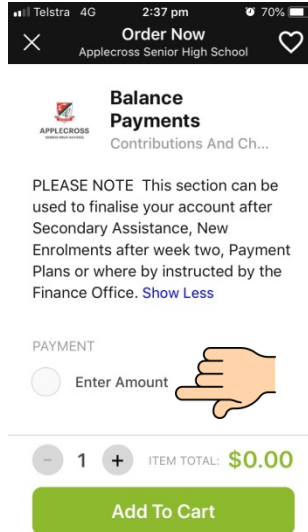 Telstra 4G 2:37 pm 70%
Order Now
Applecross Senior High School
APPLECROSS
SENIOR HIGH SCHOOL
Balance
Payments
Contributions And Ch...
PLEASE NOTE This section can be
used to finalise your account after
Secondary Assistance, New
Enrolments after week two, Payment
Plans or where by instructed by the
Finance Office. Show Less
PAYMENT
Enter Amount
- 1 + ITEM TOTAL: $0.00
Add To Cart